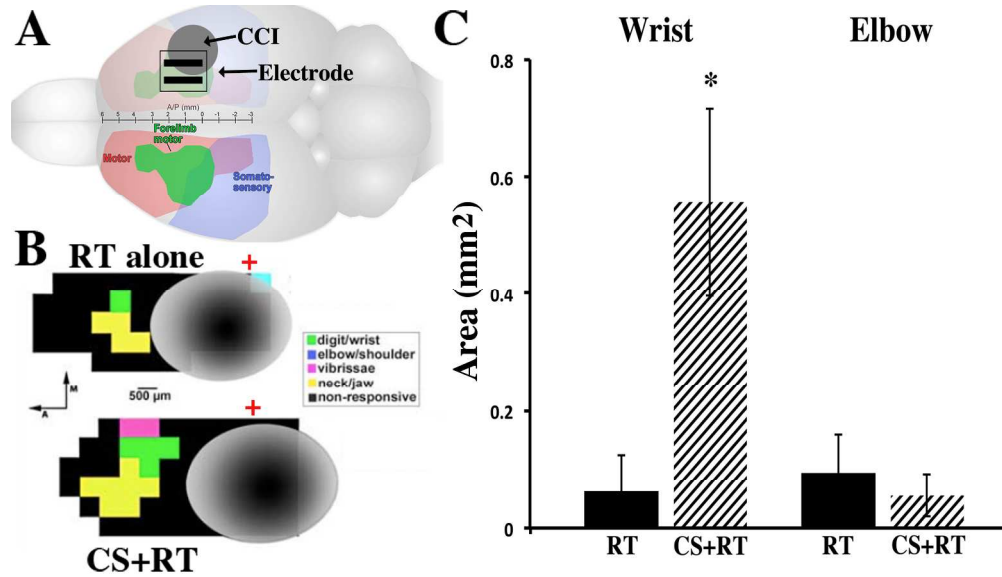 A
CCI
Electrode
A/P (mm)
6 5 4 3 2 1 0 -1 -2 -3
Forelimb
motor
Motor
Somato-
sensory
B
RT alone
+
digit/wrist
elbow/shoulder
vibrissae
neck/jaw
non-responsive
M
A
500 µm
+
CS+RT
C
Wrist
Elbow
Area (mm2)
0.8
0.6
0.4
0.2
0
*
RT
CS+RT
RT
CS+RT